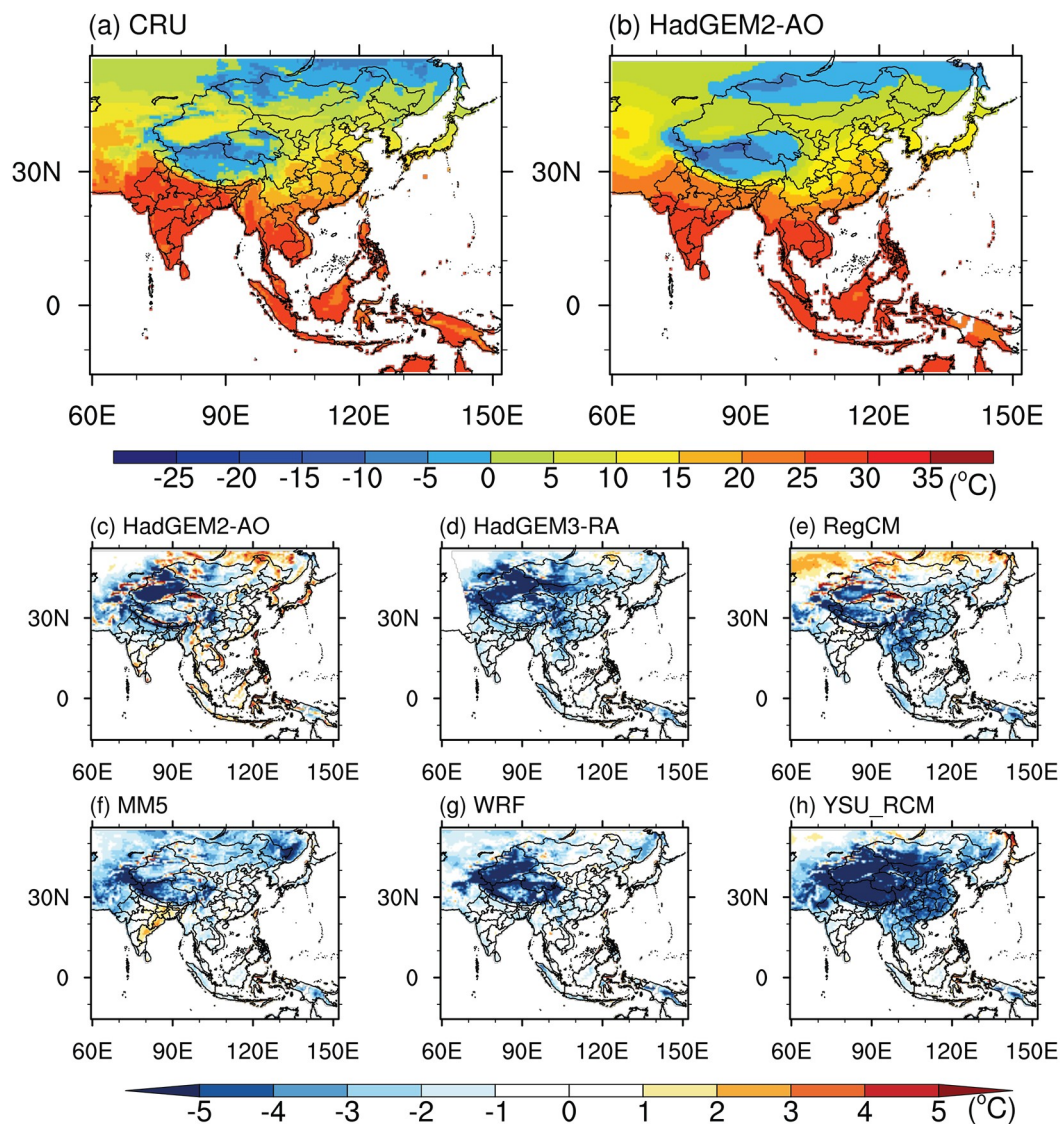 (a) CRU
(b) HadGEM2-AO
30N
30N
0
0
60E 90E 120E 150E
60E 90E 120E 150E
-25 -20 -15 -10 -5 0 5 10 15 20 25 30 35 (°C)
(c) HadGEM2-AO
(d) HadGEM3-RA
(e) RegCM
30N
30N
30N
0
0
0
60E 90E 120E 150E
60E 90E 120E 150E
60E 90E 120E 150E
(f) MM5
(g) WRF
(h) YSU_RCM
30N
30N
30N
0
0
0
60E 90E 120E 150E
60E 90E 120E 150E
60E 90E 120E 150E
-5 -4 -3 -2 -1 0 1 2 3 4 5 (°C)